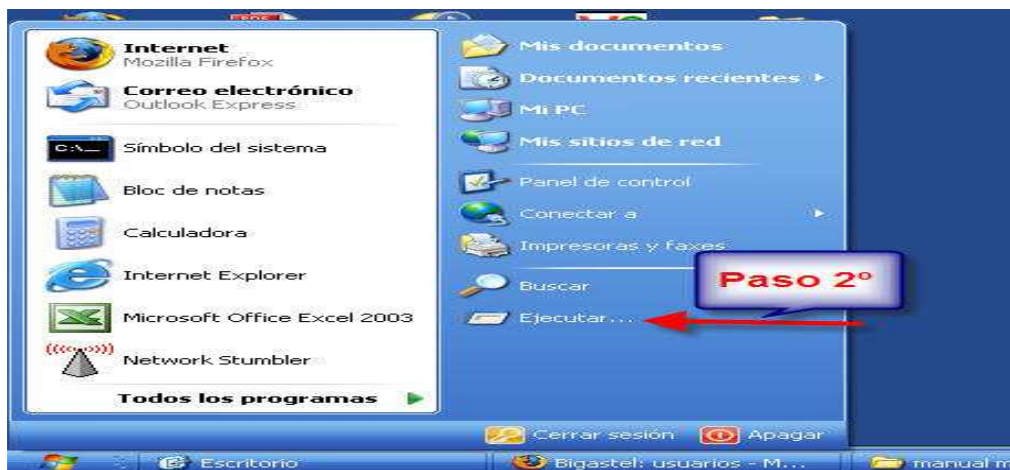 PDF
Internet
Mozilla Firefox
Correo electrónico
Outlook Express
C:\_
Símbolo del sistema
Bloc de notas
Calculadora
Internet Explorer
Microsoft Office Excel 2003
Network Stumbler
Todos los programas
Mis documentos
Documentos recientes
Mi PC
Mis sitios de red
Panel de control
Conectar a
Impresoras y faxes
Buscar
Ejecutar...
Paso 2º
Cerrar sesión
Apagar
Escritorio
Bigastel: usuarios - M...
manual m